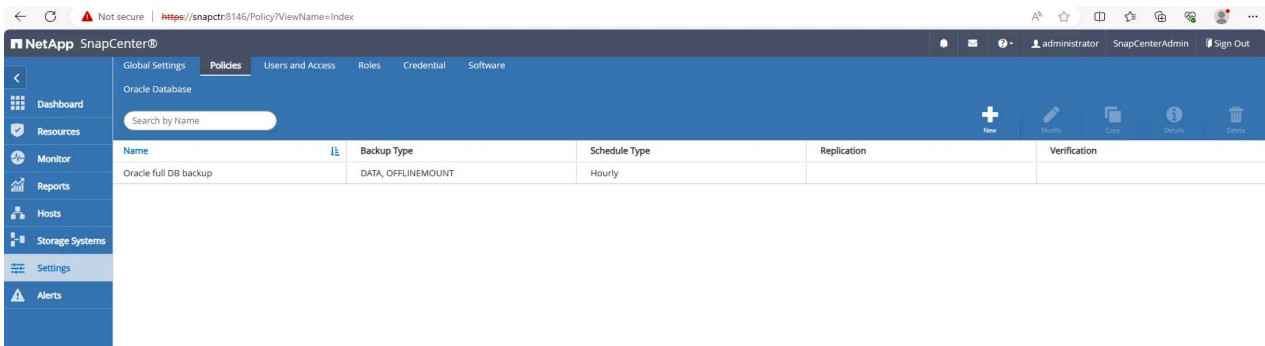 Not secure | https://snapctr:8146/Policy?ViewName=Index
NetApp SnapCenter®
administrator SnapCenterAdmin Sign Out
Global Settings Policies Users and Access Roles Credential Software
Oracle Database
Search by Name
New Modify Copy Details Delete
Dashboard
Resources
Monitor
Reports
Hosts
Storage Systems
Settings
Alerts
Name Backup Type Schedule Type Replication Verification
Oracle full DB backup DATA, OFFLINEMOUNT Hourly